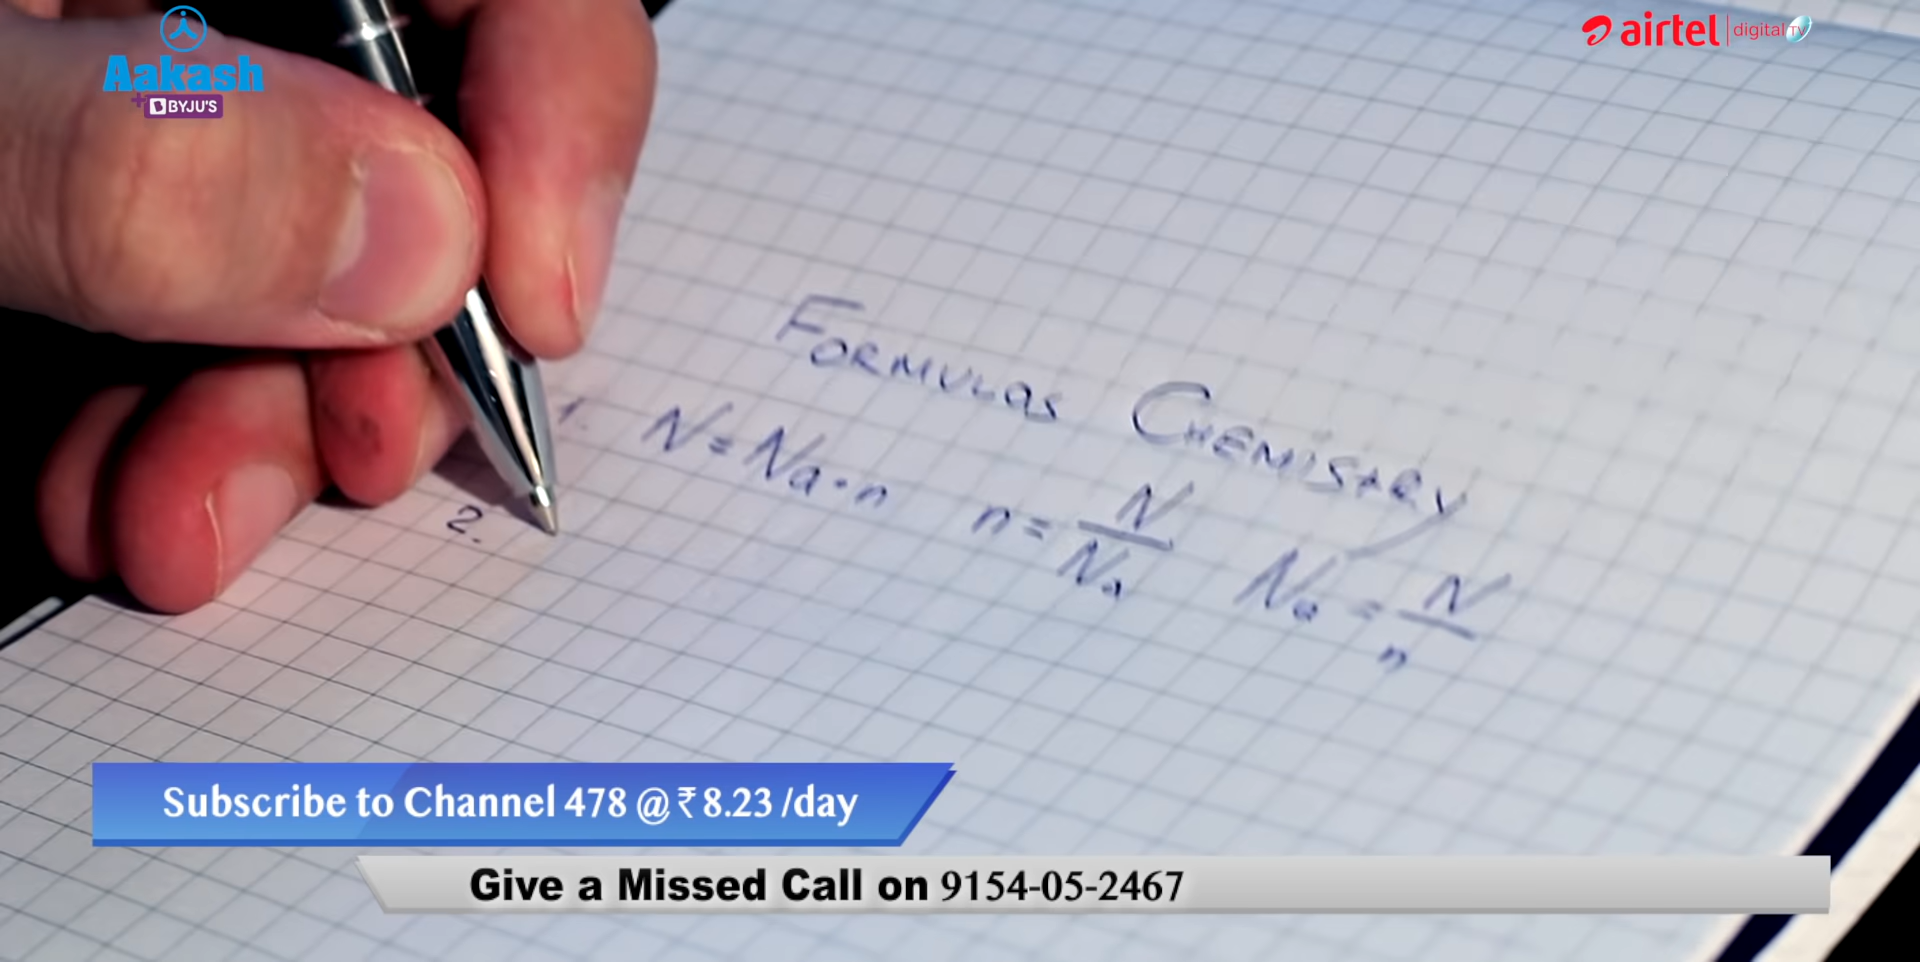 Aakash
+ BYJU'S
airtel digital TV
Formulas Chemistry
1. N = Na · n n = N/Na Na = N/n
2.
Subscribe to Channel 478 @ ₹ 8.23 /day
Give a Missed Call on 9154-05-2467